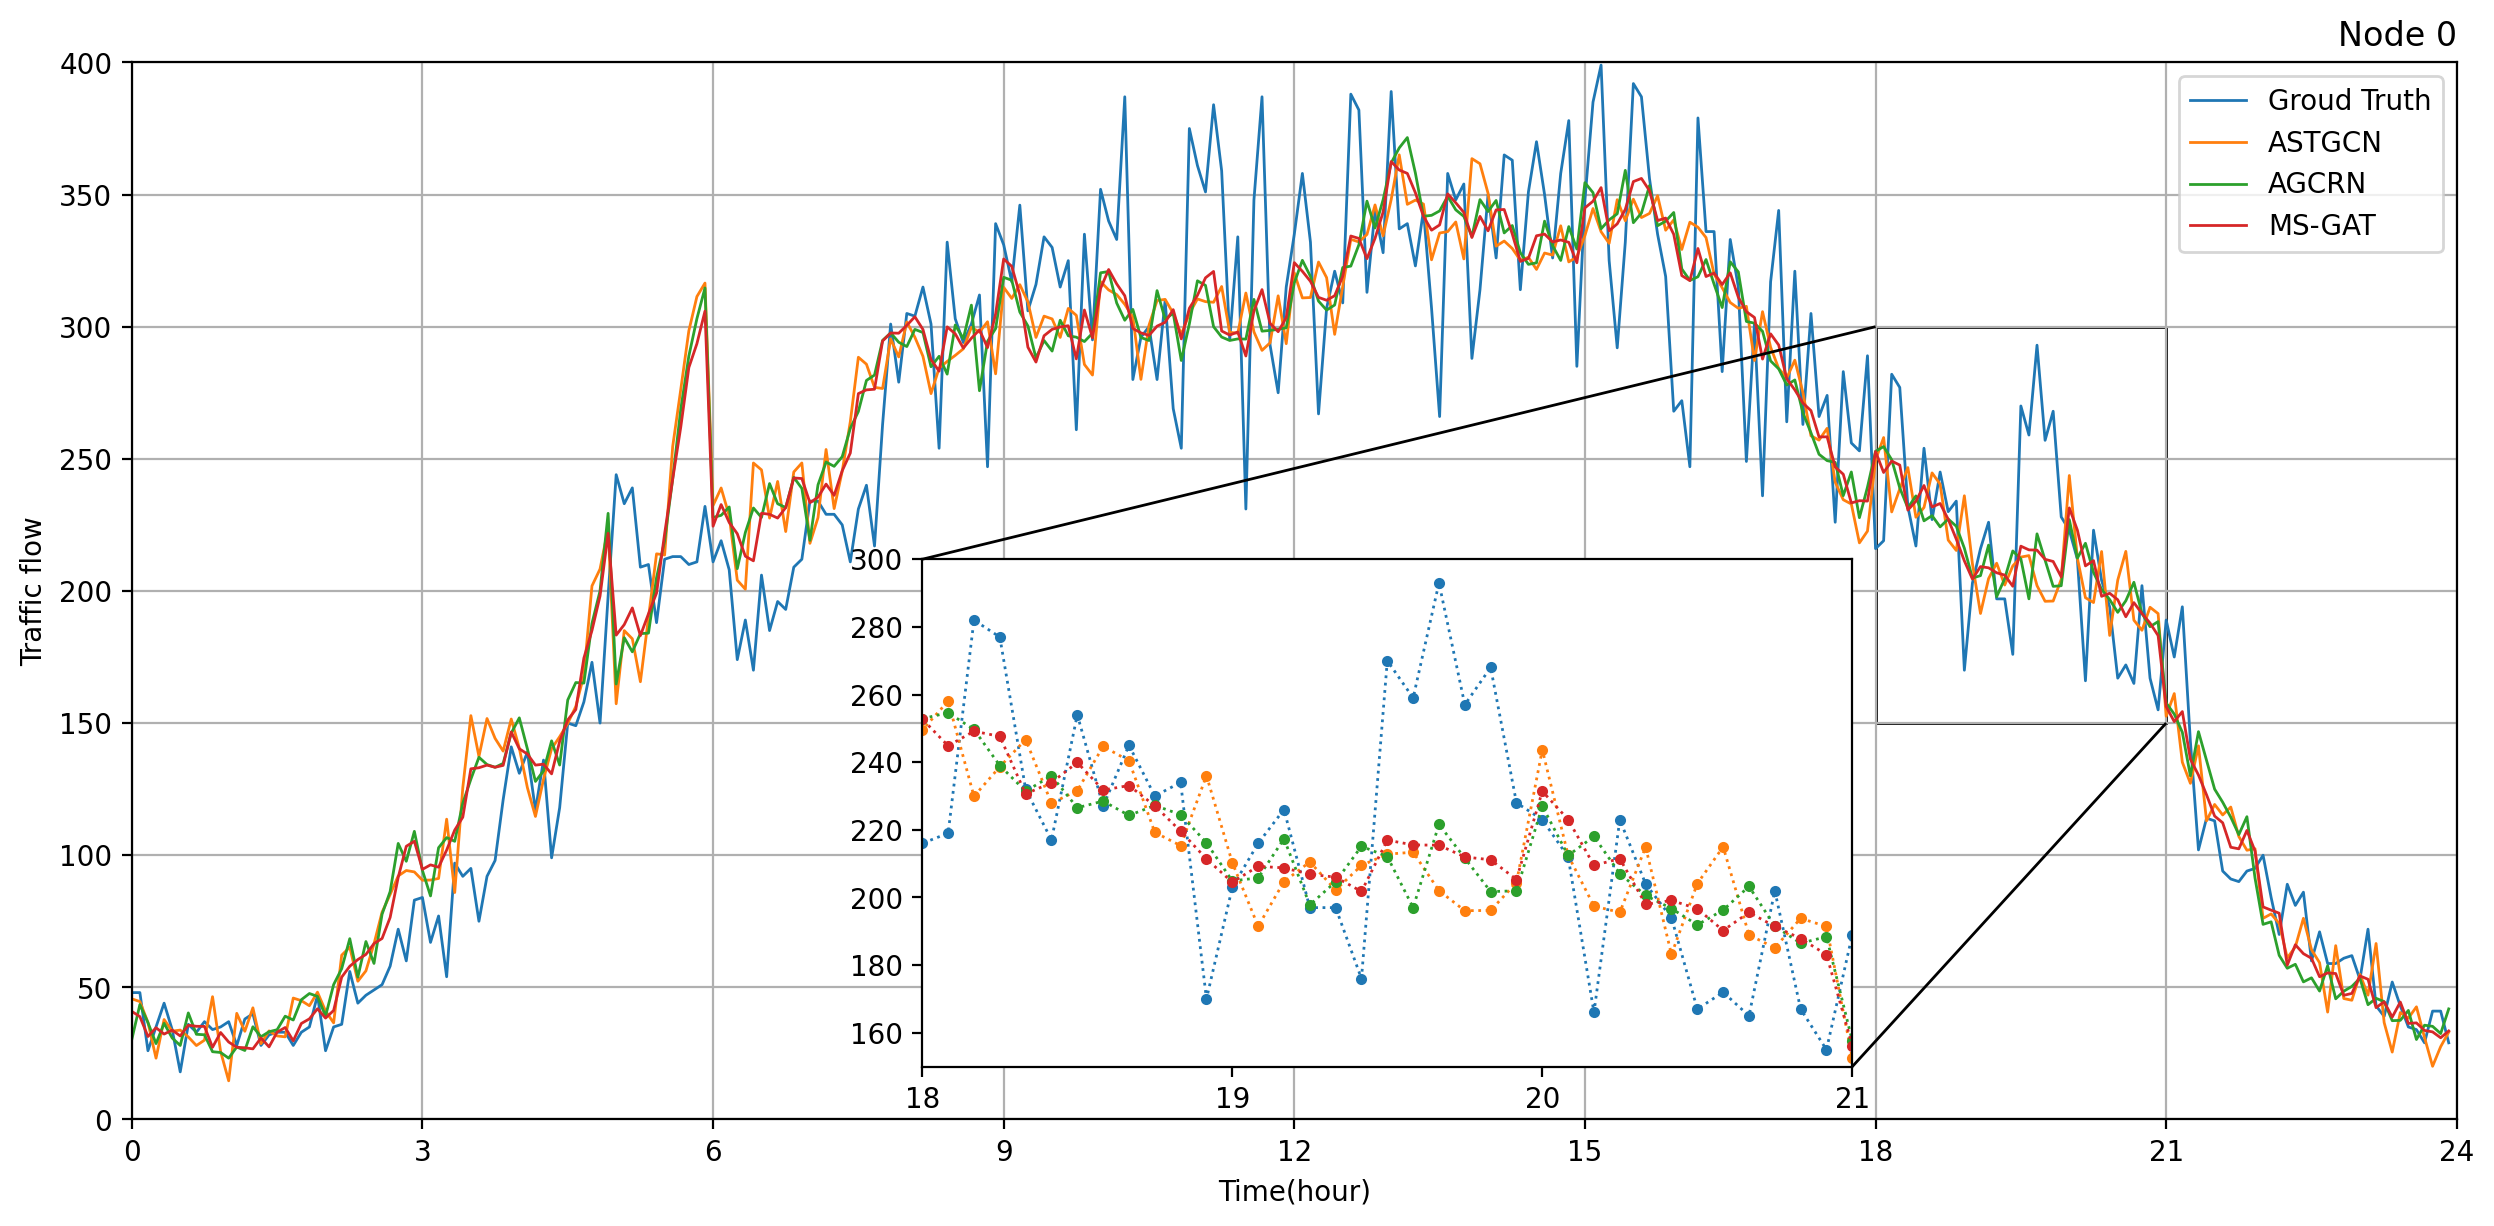 Node 0
400
350
300
250
200
150
100
50
0
Traffic flow
Groud Truth
ASTGCN
AGCRN
MS-GAT
300
280
260
240
220
200
180
160
18 19 20 21
0 3 6 9 12 15 18 21 24
Time(hour)